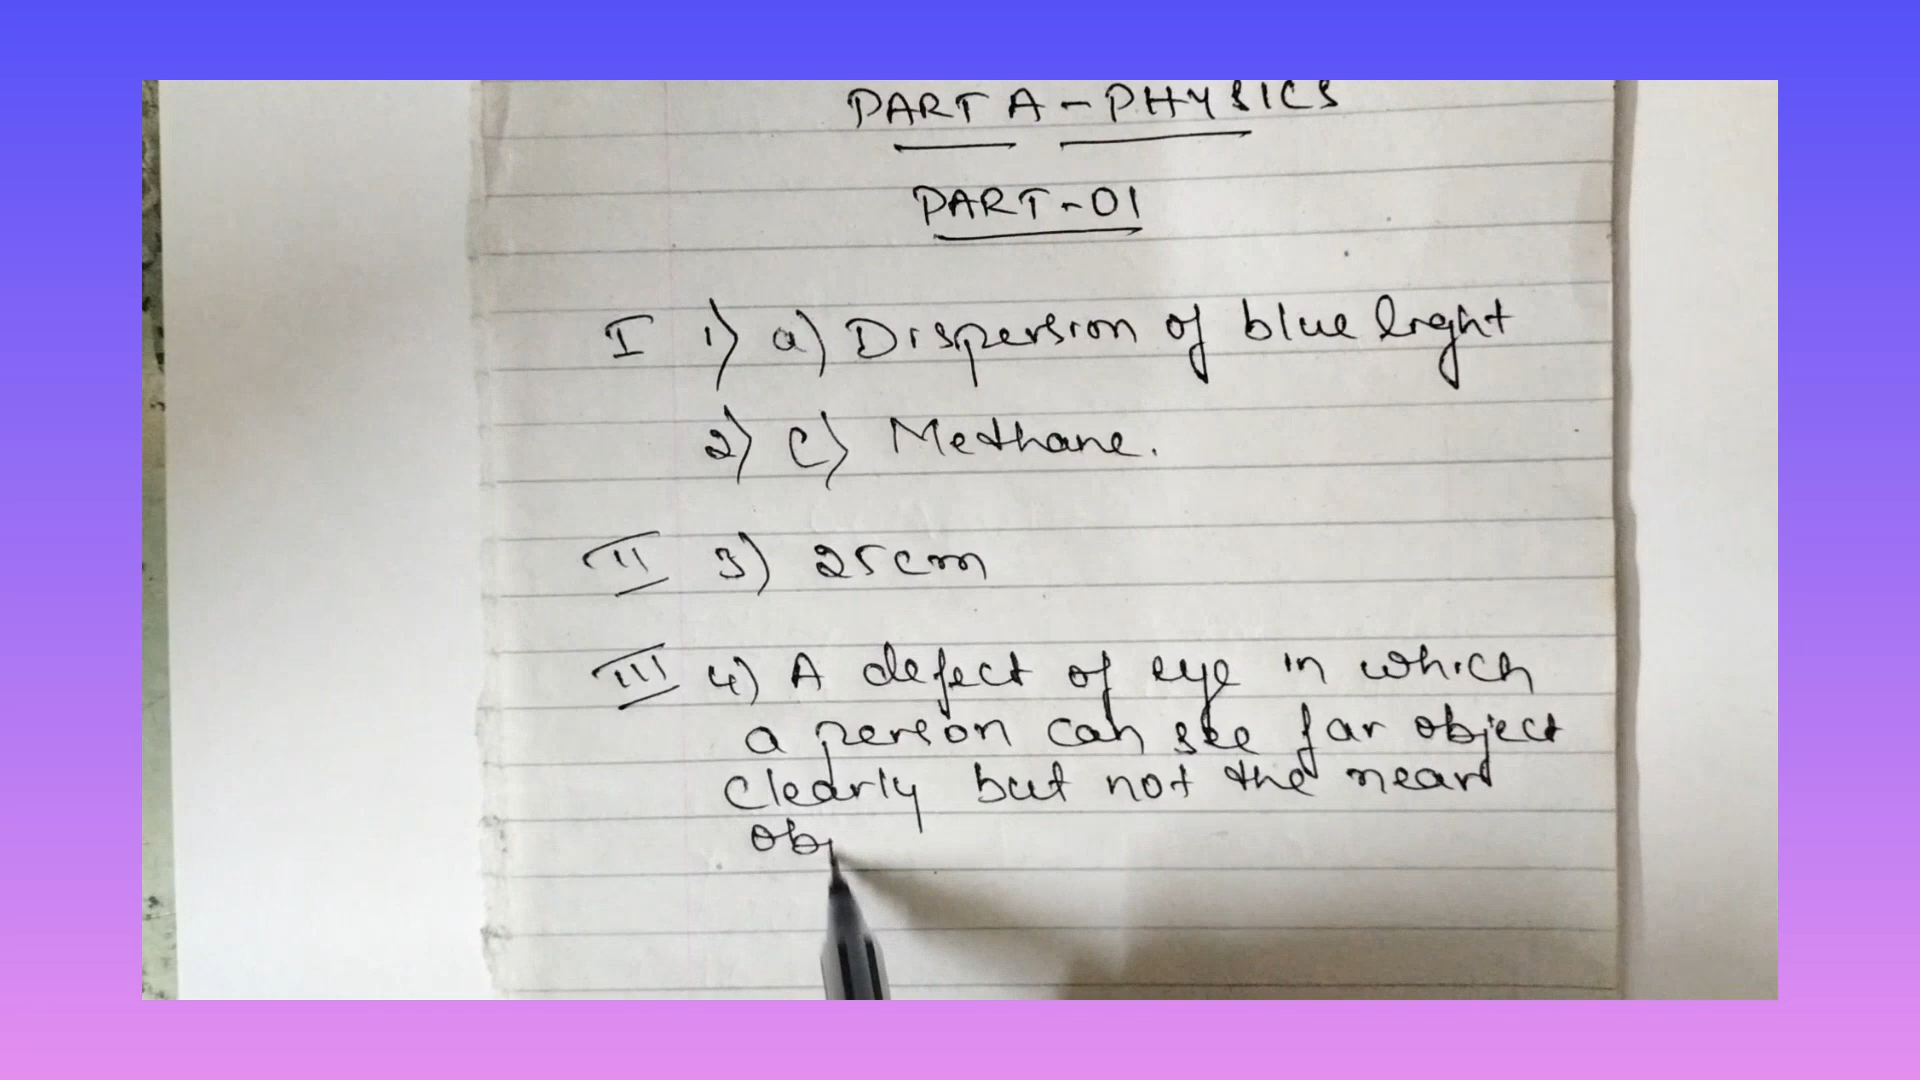 PART A - PHYSICS
PART-01
I 1) a) Dispersion of blue light
2) c) Methane.
II 3) 25cm
III 4) A defect of eye in which
a person can see far object
clearly but not the near
obj